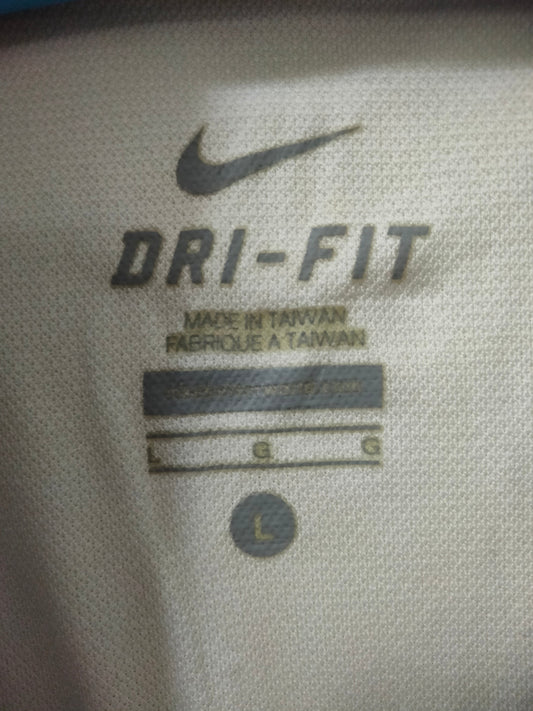 DRI-FIT
MADE IN TAIWAN
FABRIQUE A TAIWAN
L G G
L